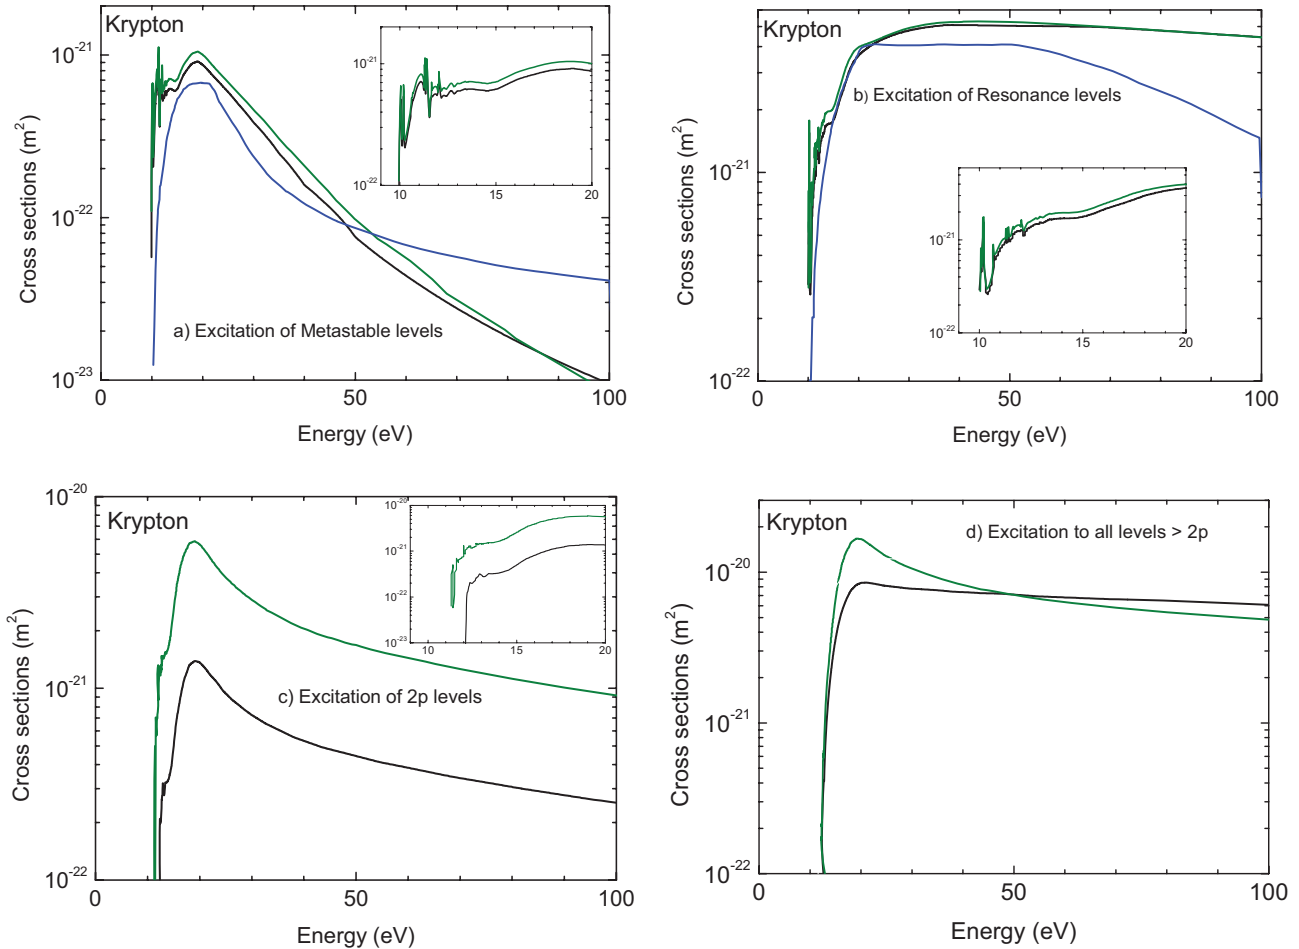 Krypton
10-21
10-22
10-23
Cross sections (m2)
10-21
10-22
10
15
20
a) Excitation of Metastable levels
0
50
100
Energy (eV)
Krypton
10-21
10-22
Cross sections (m2)
b) Excitation of Resonance levels
10-21
10-22
10
15
20
0
50
100
Energy (eV)
10-20
Krypton
10-21
10-22
Cross sections (m2)
10-20
10-21
10-22
10-23
10
15
20
c) Excitation of 2p levels
0
50
100
Energy (eV)
Krypton
d) Excitation to all levels > 2p
10-20
10-21
10-22
Cross sections (m2)
0
50
100
Energy (eV)